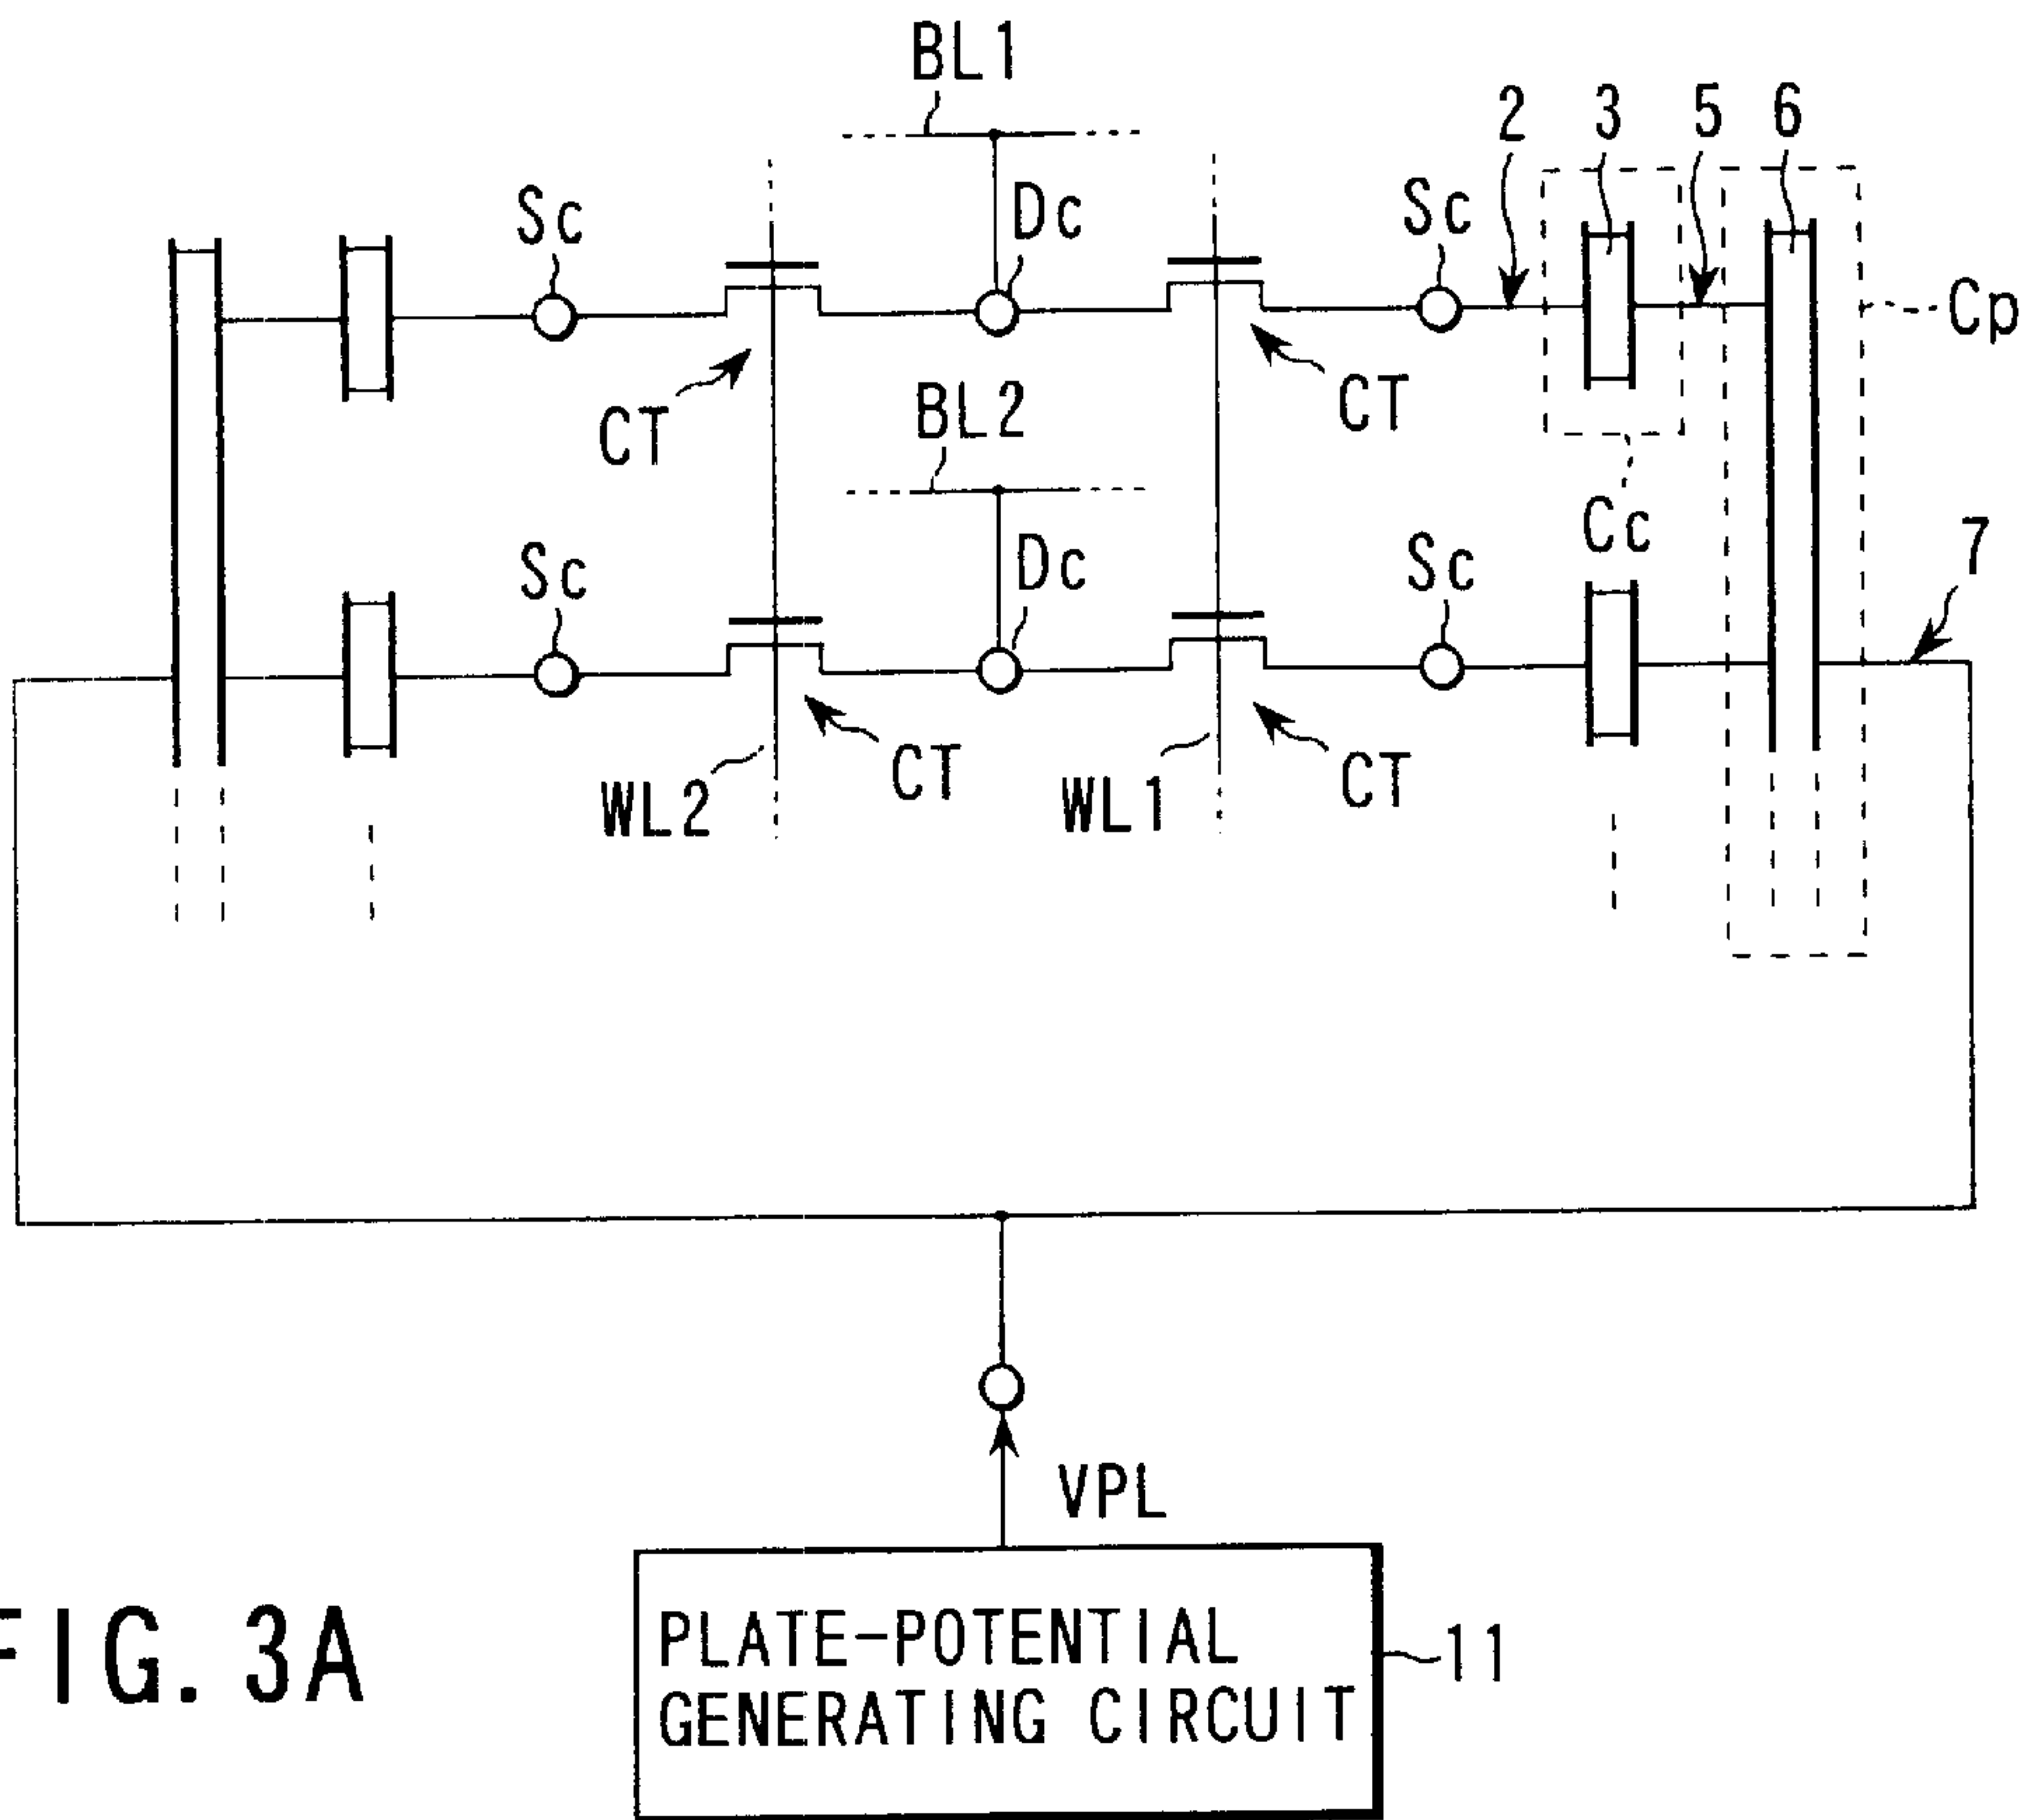 BL1
2 3 5 6
Sc Dc Sc
Cp
CT CT
BL2
Cc
Sc Dc Sc 7
CT CT
WL2 WL1
VPL
PLATE-POTENTIAL
GENERATING CIRCUIT
11
FIG. 3A